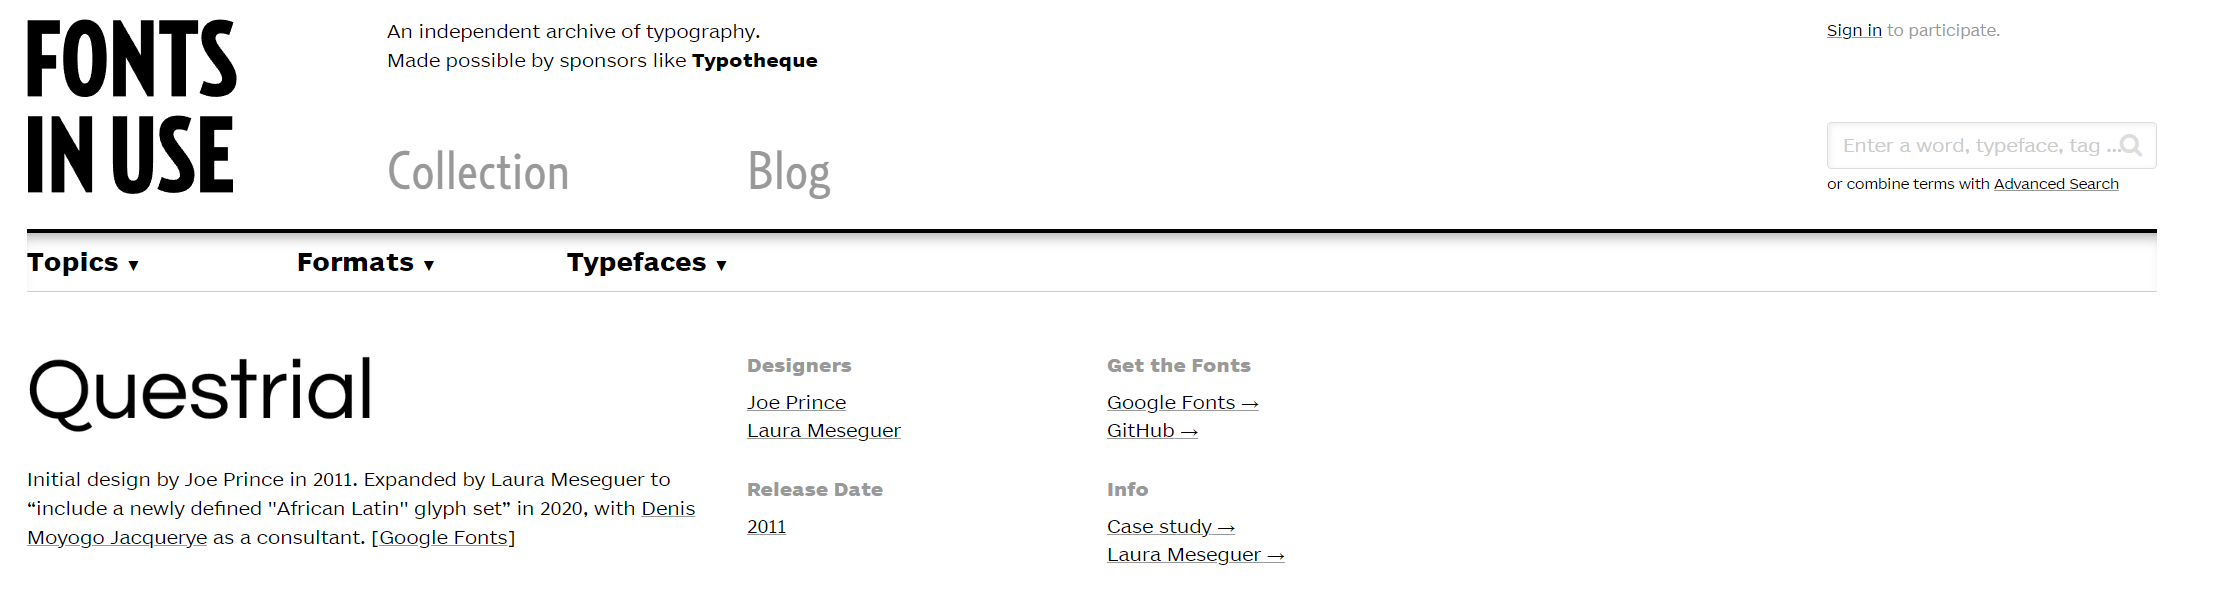 FONTS
IN USE
An independent archive of typography.
Made possible by sponsors like Typotheque
Sign in to participate.
Collection
Blog
Enter a word, typeface, tag ...
or combine terms with Advanced Search
Topics ▼
Formats ▼
Typefaces ▼
Questrial
Initial design by Joe Prince in 2011. Expanded by Laura Meseguer to
“include a newly defined "African Latin" glyph set” in 2020, with Denis
Moyogo Jacquerye as a consultant. [Google Fonts]
Designers
Joe Prince
Laura Meseguer
Release Date
2011
Get the Fonts
Google Fonts →
GitHub →
Info
Case study →
Laura Meseguer →